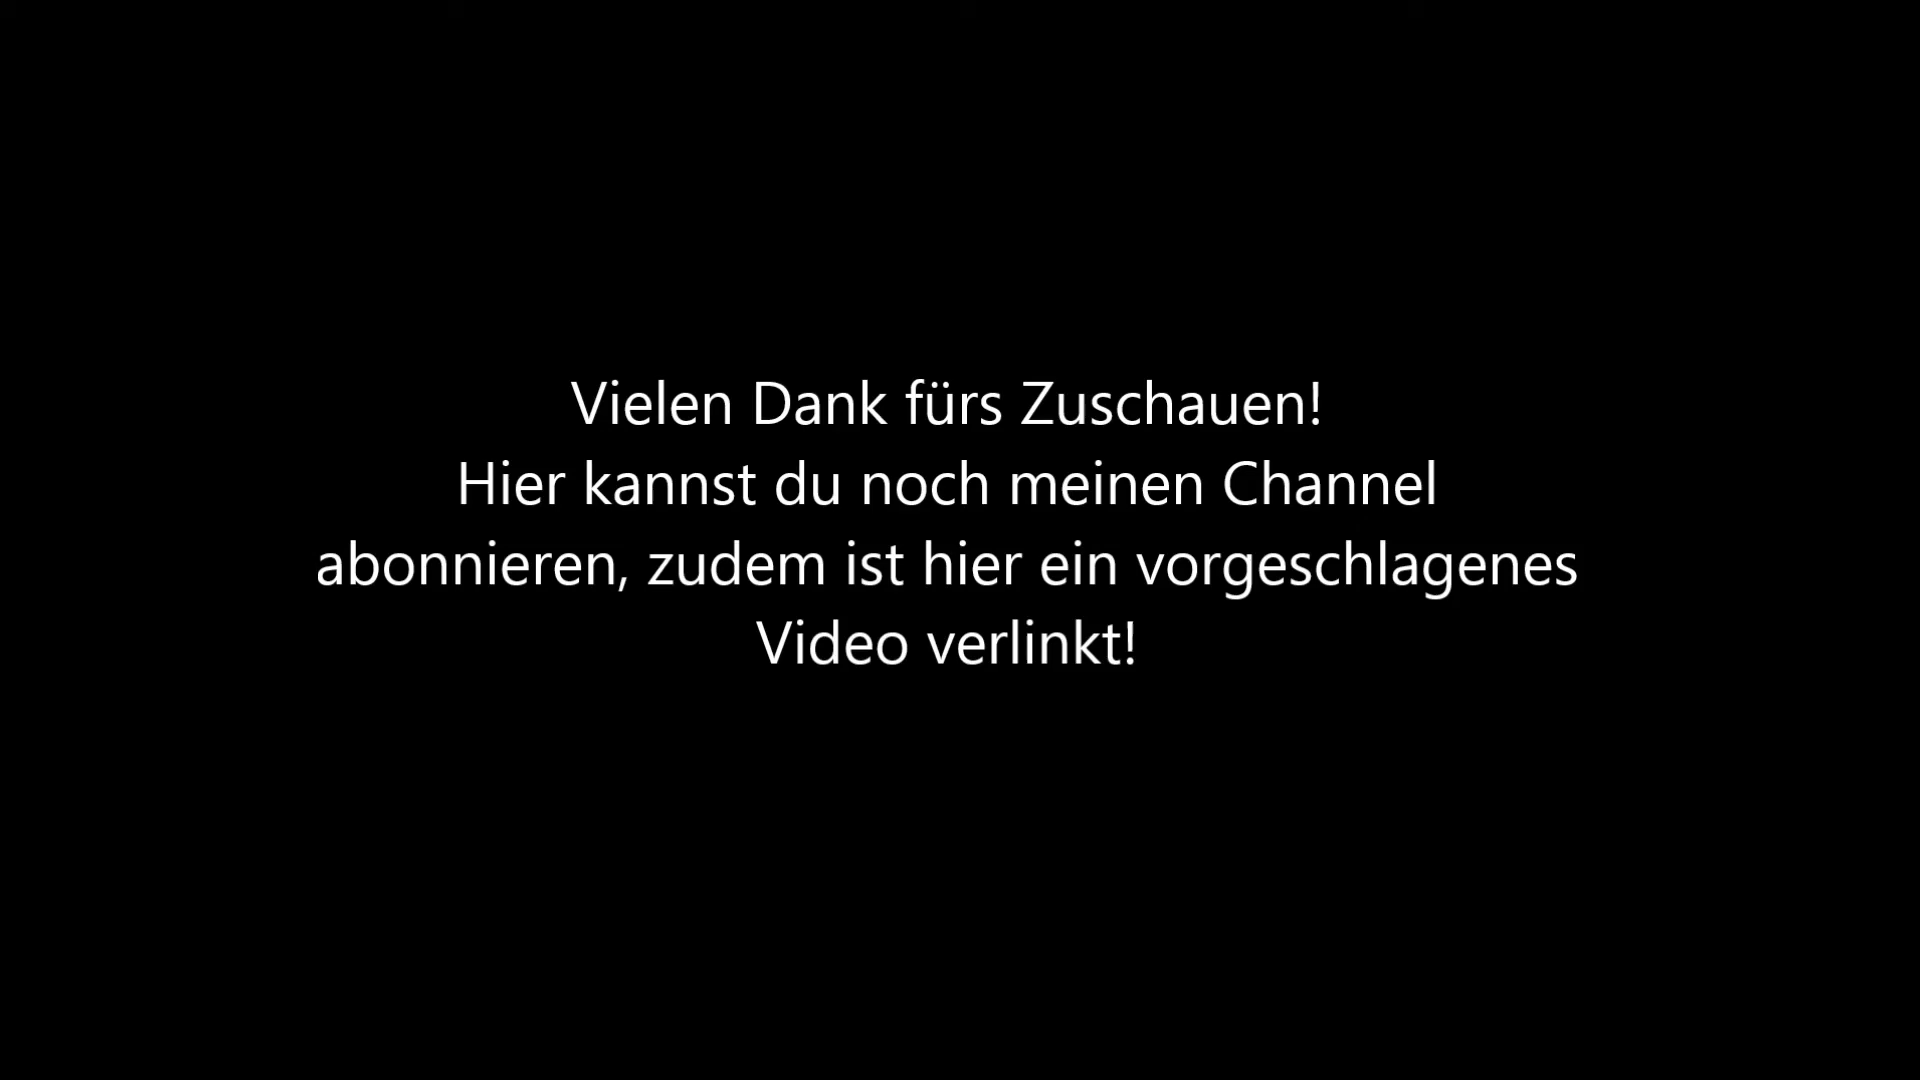 Vielen Dank fürs Zuschauen!
Hier kannst du noch meinen Channel
abonnieren, zudem ist hier ein vorgeschlagenes
Video verlinkt!